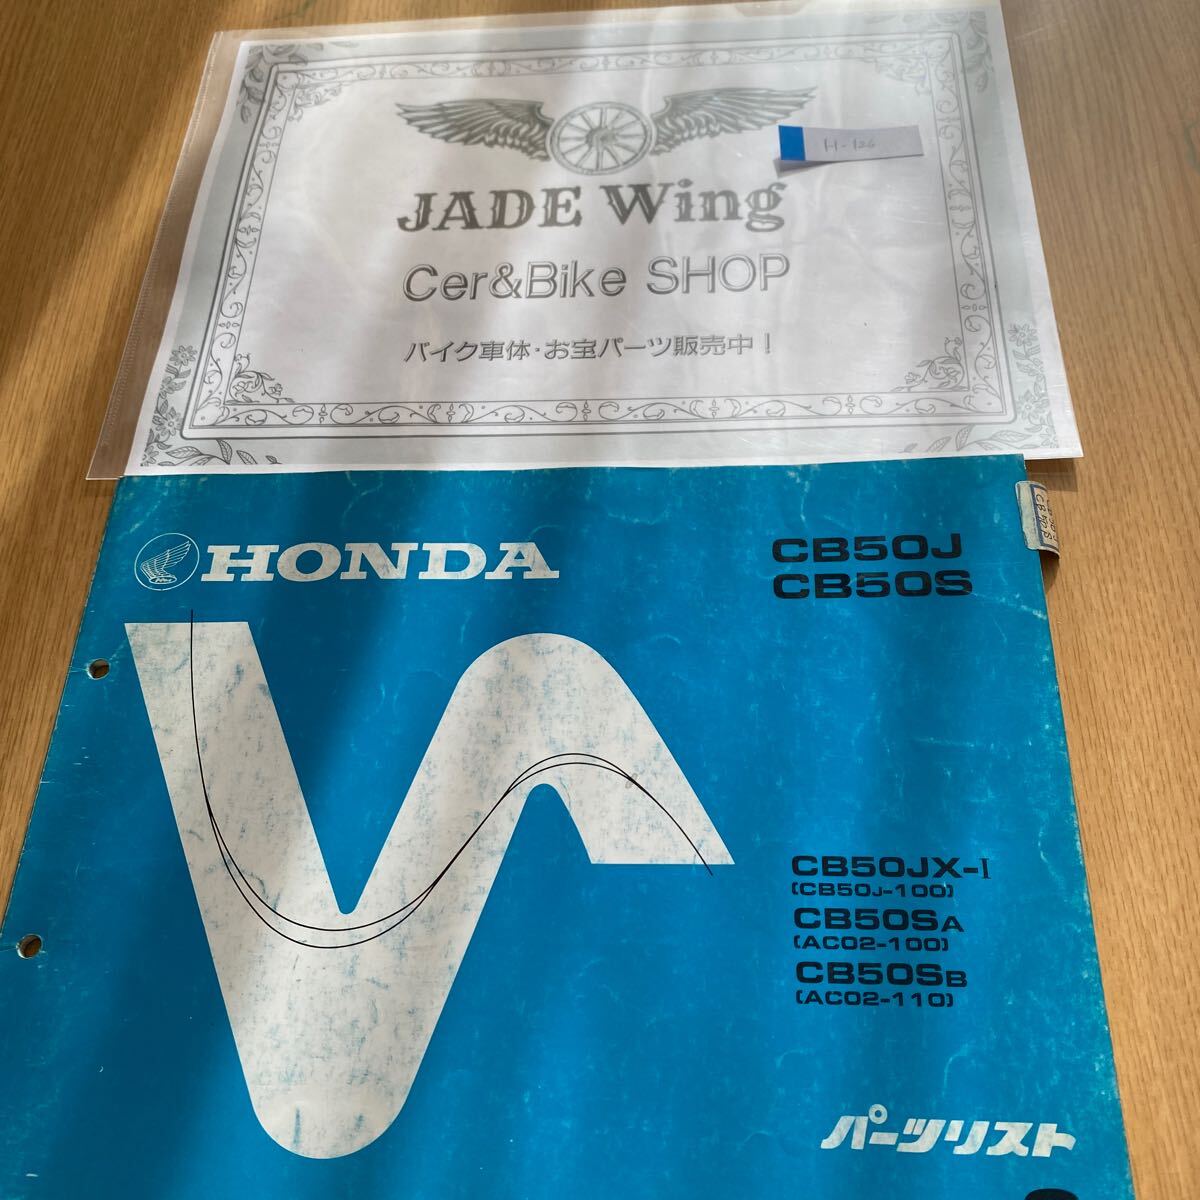 H-126
JADE Wing
Cer&Bike SHOP
バイク車体・お宝パーツ販売中！
HONDA
CB50J
CB50S
CB50JX-I
(CB50J-100)
CB50SA
(AC02-100)
CB50SB
(AC02-110)
パーツリスト